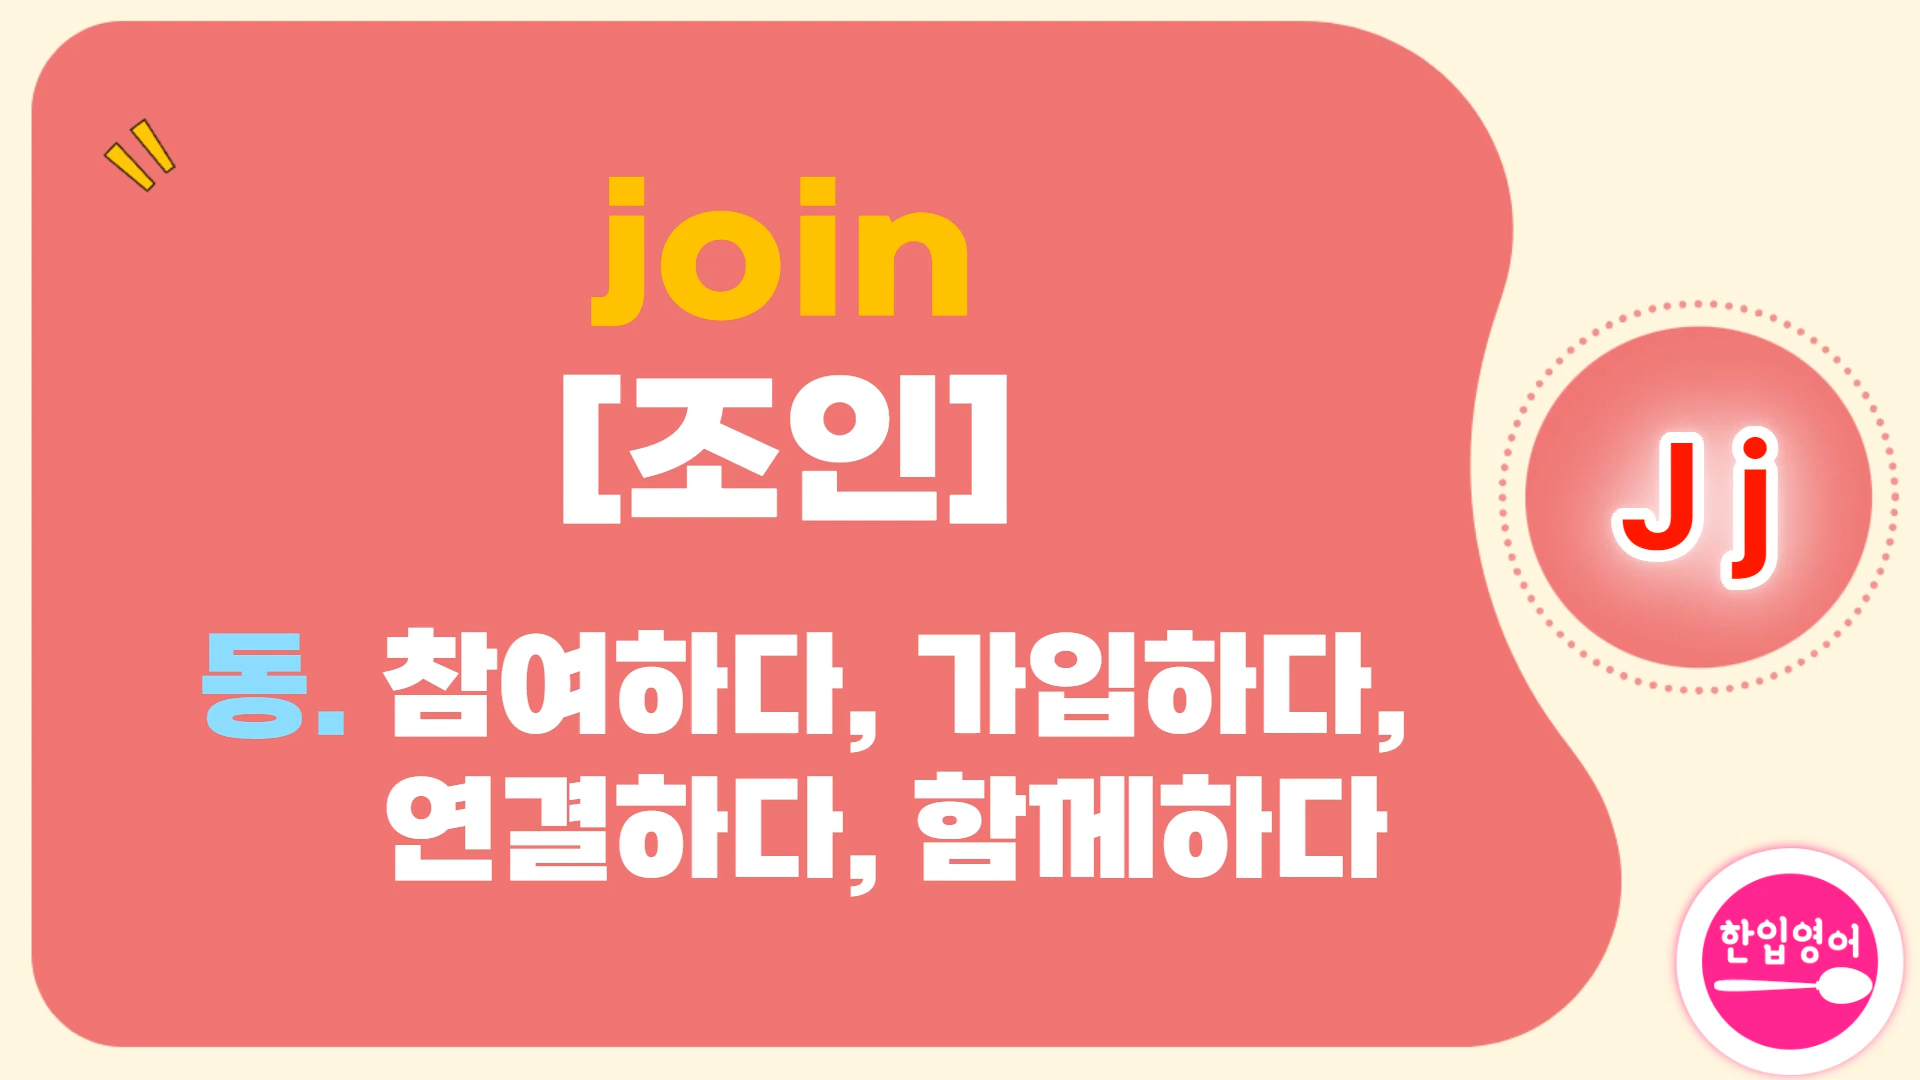 join
[조인]
동. 참여하다, 가입하다,
연결하다, 함께하다
J j
한입영어